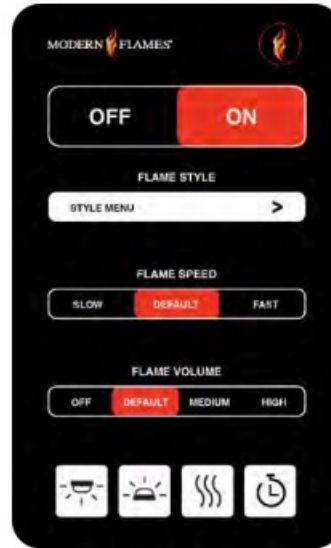 MODERN FLAMES®
OFF ON
FLAME STYLE
STYLE MENU >
FLAME SPEED
SLOW DEFAULT FAST
FLAME VOLUME
OFF DEFAULT MEDIUM HIGH